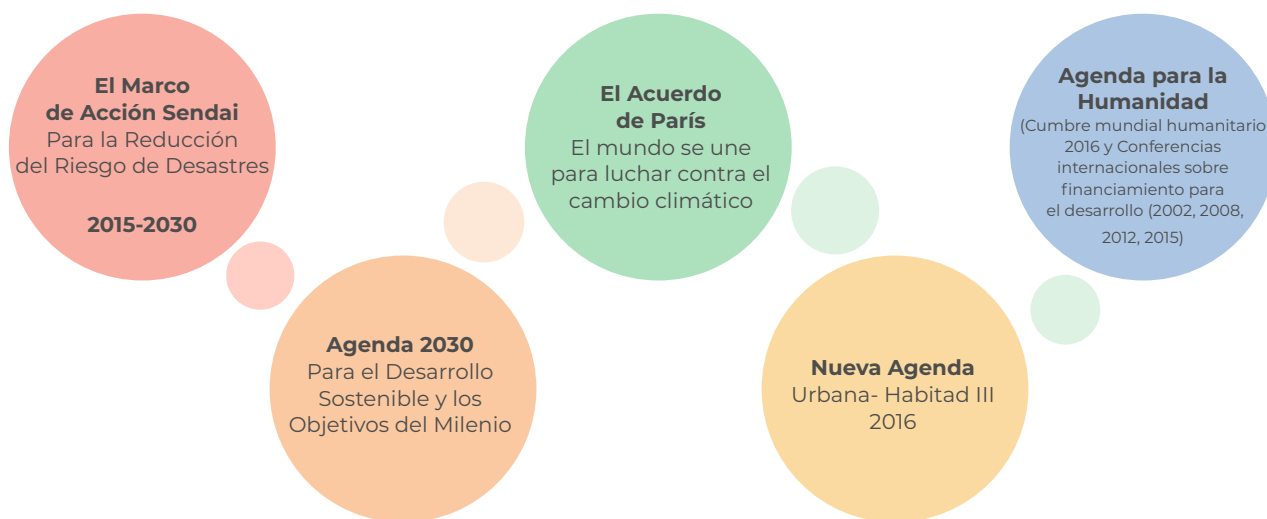 El Marco
de Acción Sendai
Para la Reducción
del Riesgo de Desastres
2015-2030
Agenda 2030
Para el Desarrollo
Sostenible y los
Objetivos del Milenio
El Acuerdo
de París
El mundo se une
para luchar contra el
cambio climático
Nueva Agenda
Urbana- Habitad III
2016
Agenda para la
Humanidad
(Cumbre mundial humanitario
2016 y Conferencias
internacionales sobre
financiamiento para
el desarrollo (2002, 2008,
2012, 2015)